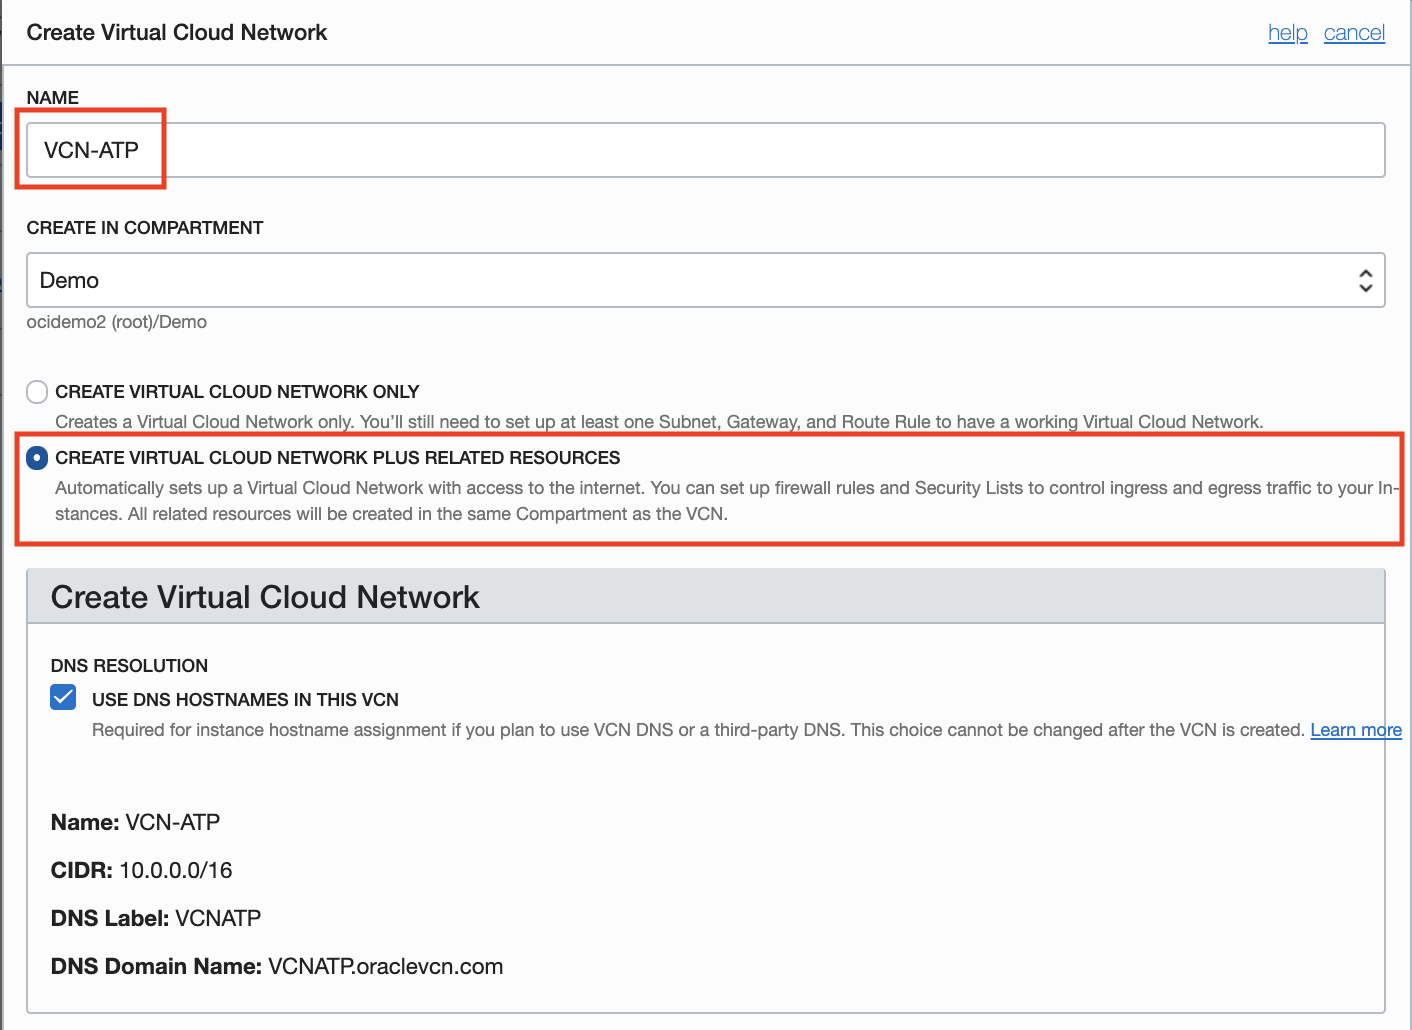 Create Virtual Cloud Network
help cancel
NAME
VCN-ATP
CREATE IN COMPARTMENT
Demo
ocidemo2 (root)/Demo
CREATE VIRTUAL CLOUD NETWORK ONLY
Creates a Virtual Cloud Network only. You’ll still need to set up at least one Subnet, Gateway, and Route Rule to have a working Virtual Cloud Network.
CREATE VIRTUAL CLOUD NETWORK PLUS RELATED RESOURCES
Automatically sets up a Virtual Cloud Network with access to the internet. You can set up firewall rules and Security Lists to control ingress and egress traffic to your In-
stances. All related resources will be created in the same Compartment as the VCN.
Create Virtual Cloud Network
DNS RESOLUTION
USE DNS HOSTNAMES IN THIS VCN
Required for instance hostname assignment if you plan to use VCN DNS or a third-party DNS. This choice cannot be changed after the VCN is created. Learn more
Name: VCN-ATP
CIDR: 10.0.0.0/16
DNS Label: VCNATP
DNS Domain Name: VCNATP.oraclevcn.com